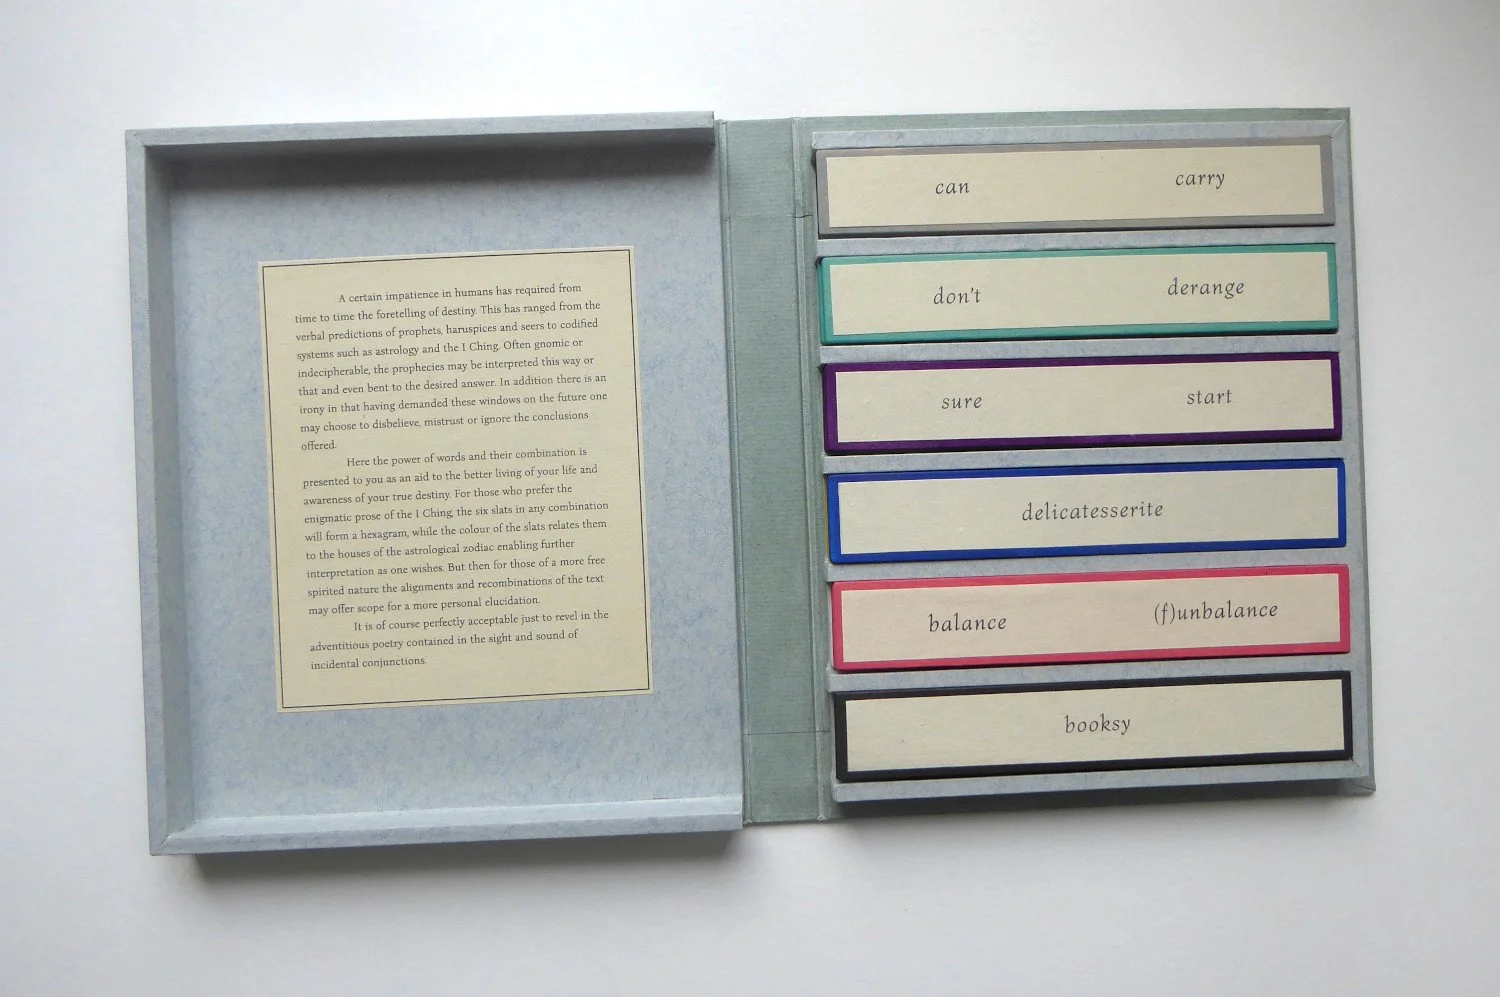 A certain impatience in humans has required from
time to time the foretelling of destiny. This has ranged from the
verbal predictions of prophets, haruspices and seers to codified
systems such as astrology and the I Ching. Often gnomic or
indecipherable, the prophecies may be interpreted this way or
that and even bent to the desired answer. In addition there is an
irony in that having demanded these windows on the future one
may choose to disbelieve, mistrust or ignore the conclusions
offered.
Here the power of words and their combination is
presented to you as an aid to the better living of your life and
awareness of your true destiny. For those who prefer the
enigmatic prose of the I Ching, the six slats in any combination
will form a hexagram, while the colour of the slats relates them
to the houses of the astrological zodiac enabling further
interpretation as one wishes. But then for those of a more free
spirited nature the alignments and recombinations of the text
may offer scope for a more personal elucidation.
It is of course perfectly acceptable just to revel in the
adventitious poetry contained in the sight and sound of
incidental conjunctions.
can carry
don't derange
sure start
delicatesserite
balance (f)unbalance
booksy